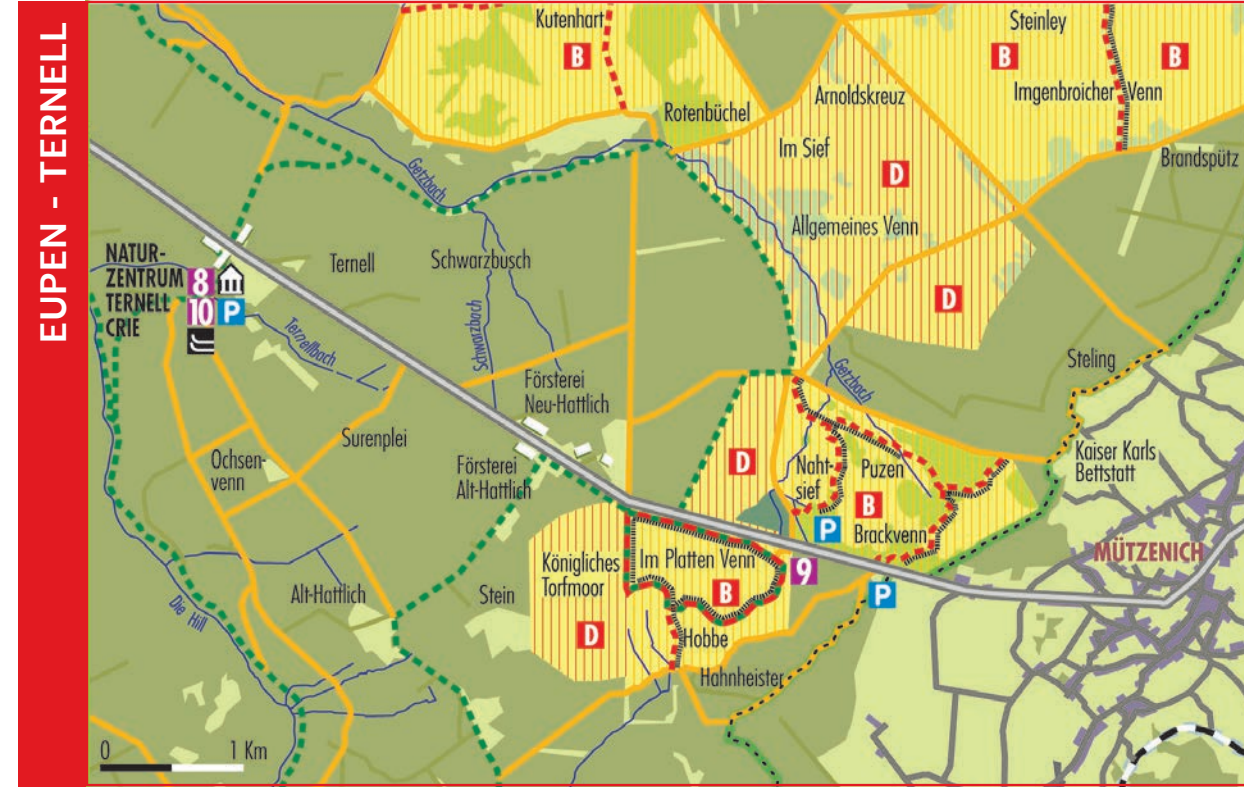 EUPEN - TERNELL
Kutenhart
B
Steinley
B
B
Imgenbroicher Venn
Rotenbüchel
Arnoldskreuz
Brandspütz
Im Sief
D
Getzbach
Allgemeines Venn
NATUR-
ZENTRUM
TERNELL
CRIE
8
10
P
Ternell
Schwarzbusch
D
Ternellbach
Schwarzbach
Getzbach
Steling
Försterei
Neu-Hattlich
Surenplei
Kaiser Karls
Bettstatt
Ochsen-
venn
Försterei
Alt-Hattlich
D
Naht-
sief
Puzen
B
P
Brackvenn
MÜTZENICH
Königliches
Torfmoor
Im Platten Venn
B
9
P
Die Hill
Alt-Hattlich
Stein
D
Hobbe
Hahnheister
0
1 Km